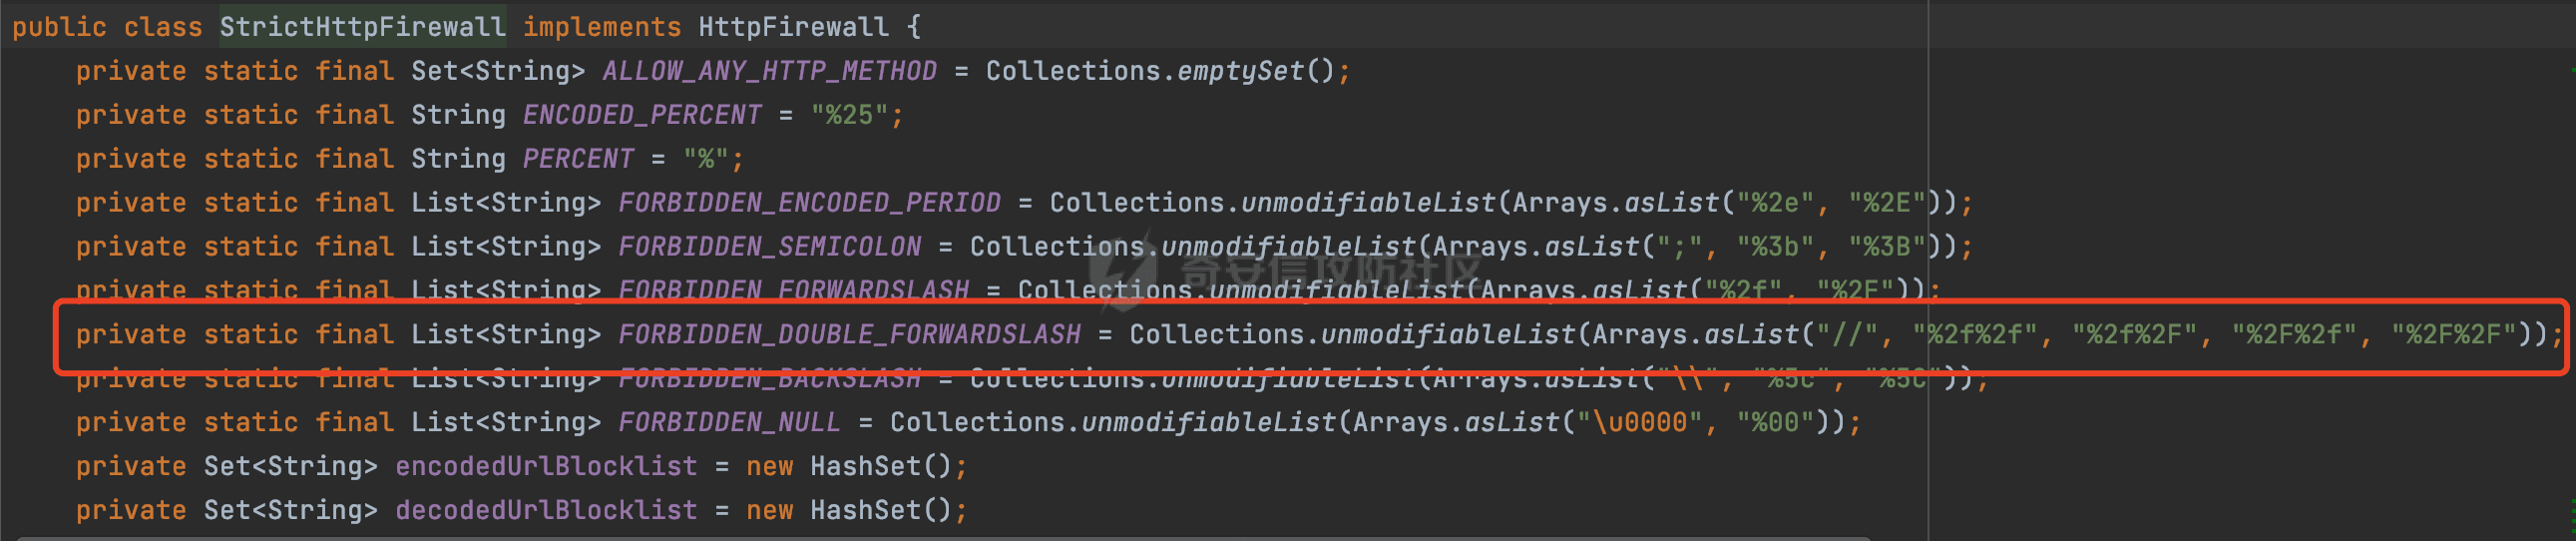 public class StrictHttpFirewall implements HttpFirewall {
private static final Set<String> ALLOW_ANY_HTTP_METHOD = Collections.emptySet();
private static final String ENCODED_PERCENT = "%25";
private static final String PERCENT = "%";
private static final List<String> FORBIDDEN_ENCODED_PERIOD = Collections.unmodifiableList(Arrays.asList("%2e", "%2E"));
private static final List<String> FORBIDDEN_SEMICOLON = Collections.unmodifiableList(Arrays.asList(";", "%3b", "%3B"));
奇安信攻防社区
private static final List<String> FORBIDDEN_FORWARDSLASH = Collections.unmodifiableList(Arrays.asList("%2f", "%2F"));
private static final List<String> FORBIDDEN_DOUBLE_FORWARDSLASH = Collections.unmodifiableList(Arrays.asList("//", "%2f%2f", "%2f%2F", "%2F%2f", "%2F%2F"));
private static final List<String> FORBIDDEN_BACKSLASH = Collections.unmodifiableList(Arrays.asList("\\", "%5c", "%5C"));
private static final List<String> FORBIDDEN_NULL = Collections.unmodifiableList(Arrays.asList("\u0000", "%00"));
private Set<String> encodedUrlBlocklist = new HashSet();
private Set<String> decodedUrlBlocklist = new HashSet();